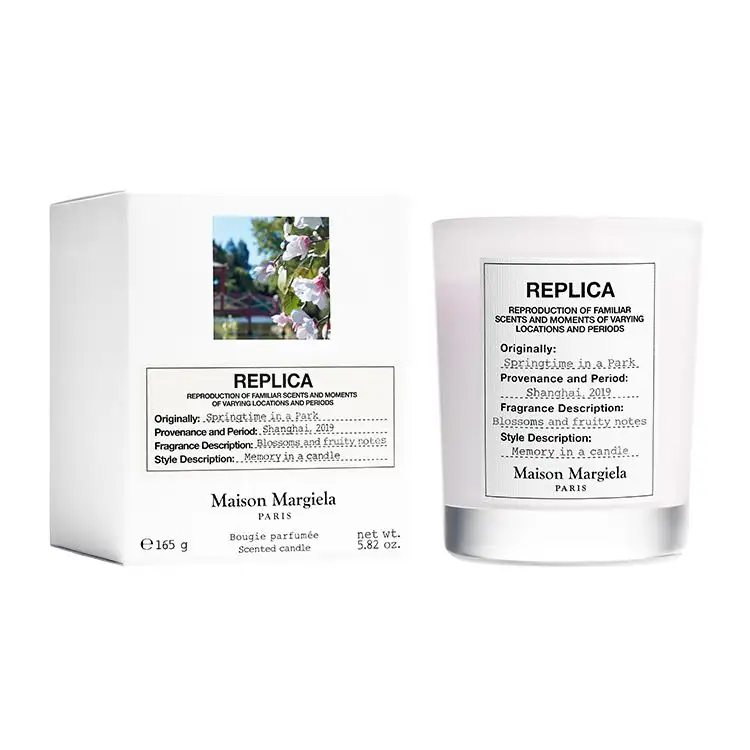 REPLICA
REPRODUCTION OF FAMILIAR SCENTS AND MOMENTS
OF VARYING LOCATIONS AND PERIODS
Originally: Springtime in a Park
Provenance and Period: Shanghai, 2019
Fragrance Description: Blossoms and fruity notes
Style Description: Memory in a candle
Maison Margiela
PARIS
℮ 165 g
Bougie parfumée
Scented candle
net wt.
5.82 oz.
REPLICA
REPRODUCTION OF FAMILIAR
SCENTS AND MOMENTS OF VARYING
LOCATIONS AND PERIODS
Originally:
Springtime in a Park
Provenance and Period:
Shanghai, 2019
Fragrance Description:
Blossoms and fruity notes
Style Description:
Memory in a candle
Maison Margiela
PARIS